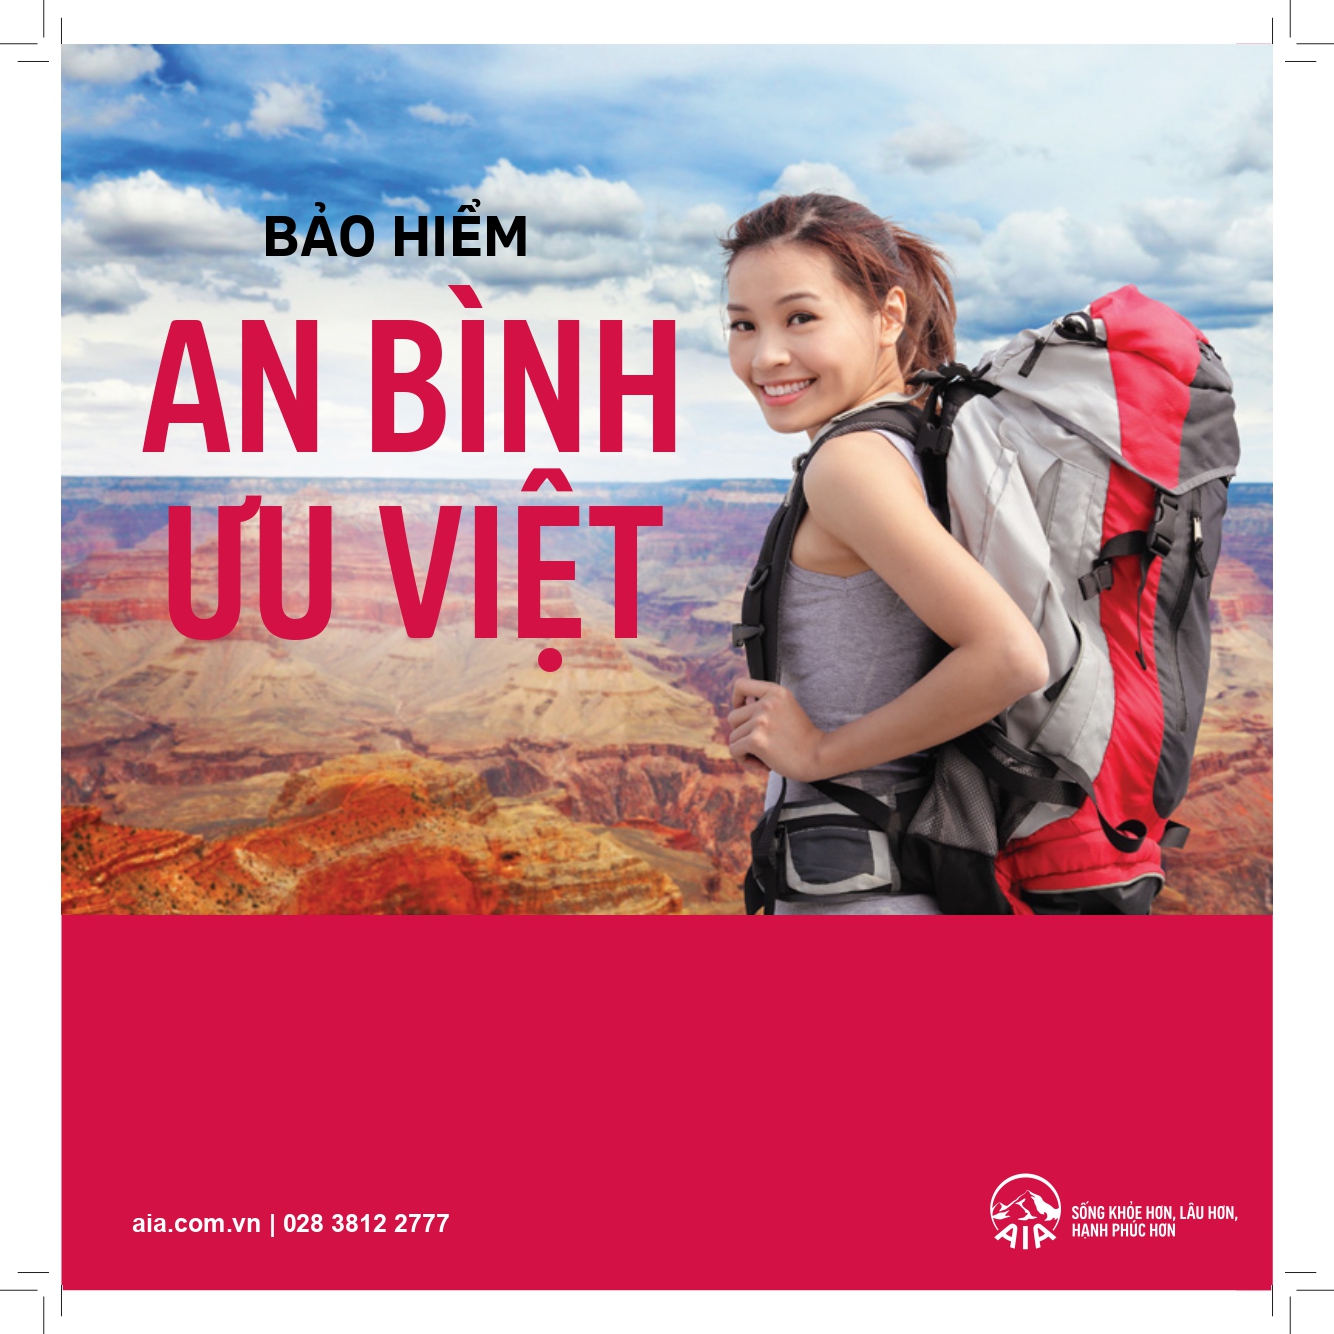 BẢO HIỂM
AN BÌNH
ƯU VIỆT
aia.com.vn | 028 3812 2777
AIA
SỐNG KHỎE HƠN, LÂU HƠN,
HẠNH PHÚC HƠN